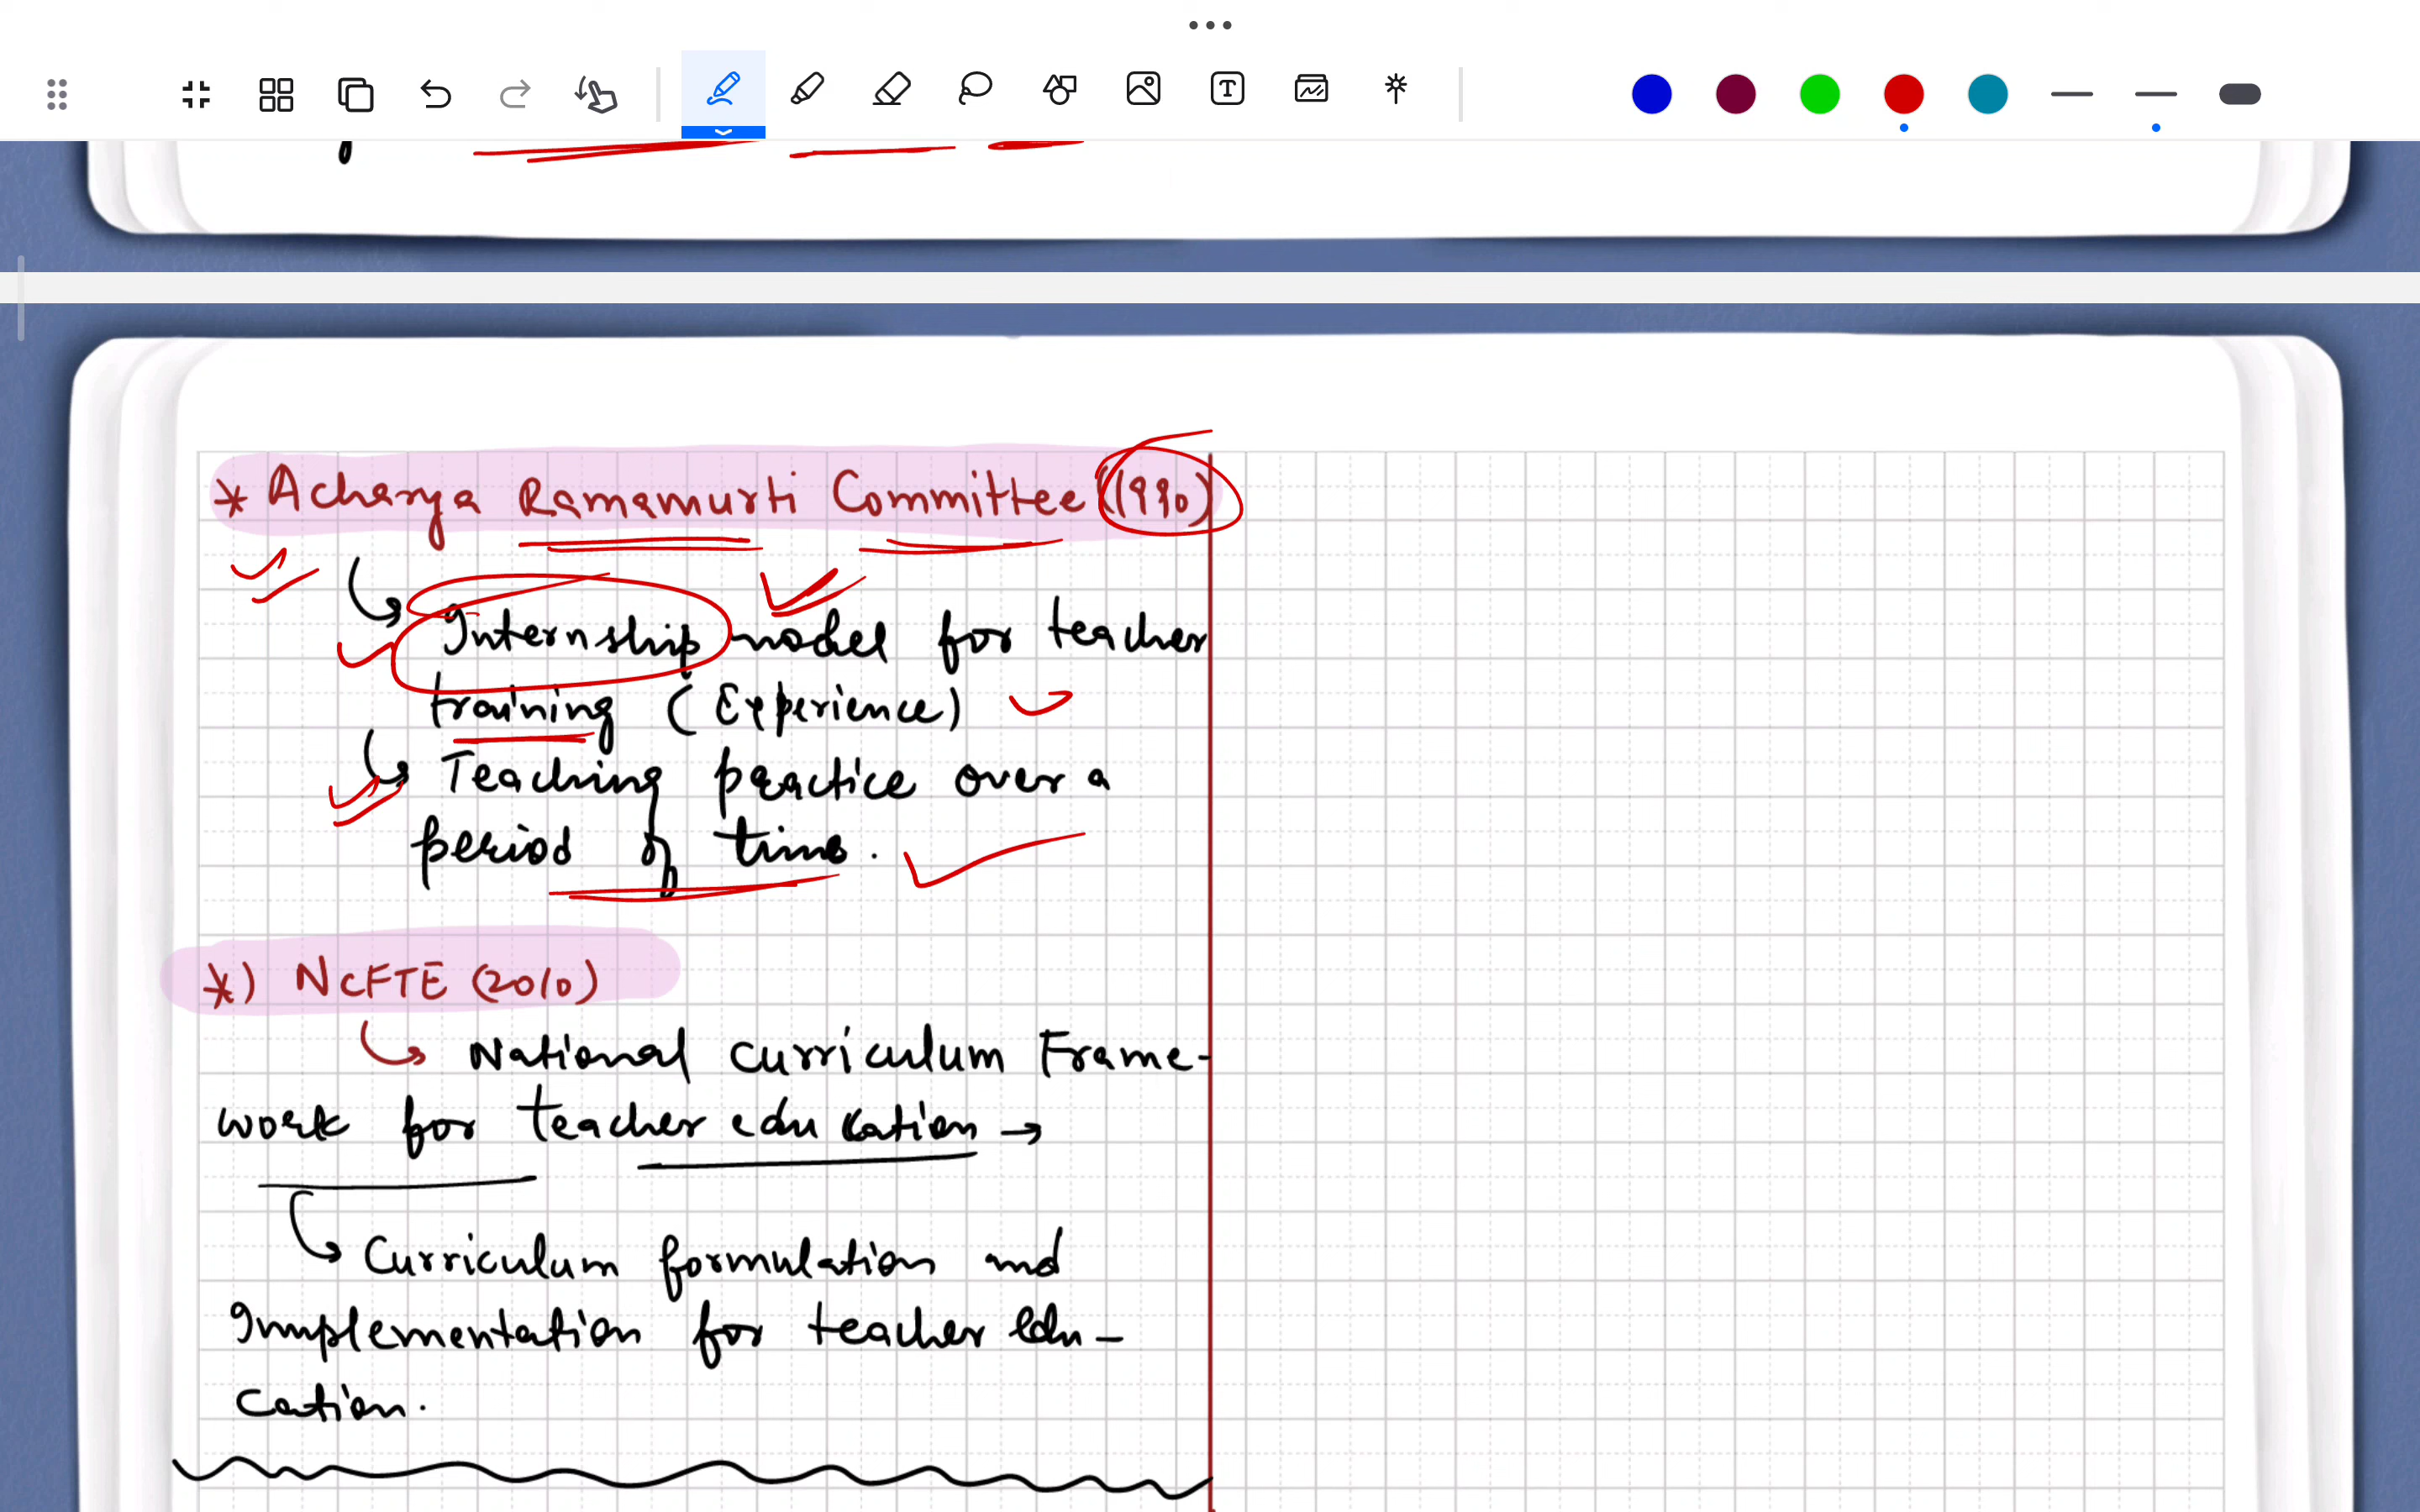 * Acharya Ramamurti Committee (1990)
Internship model for teacher
training (Experience)
Teaching practice over a
period of time.
*) NCFTE (2010)
National curriculum Frame-
work for teacher education →
Curriculum formulation and
Implementation for teacher edu-
cation.